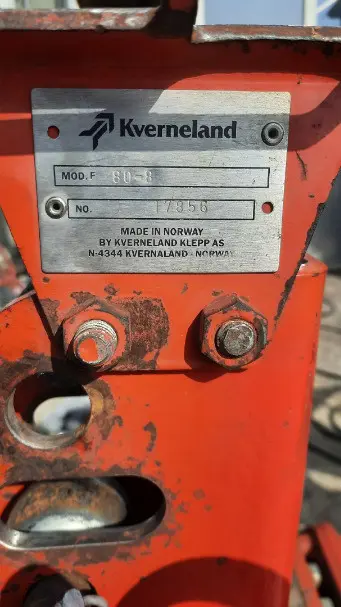 Kverneland
MOD. F 80-8
NO. 17856
MADE IN NORWAY
BY KVERNELAND KLEPP AS
N-4344 KVERNALAND - NORWAY